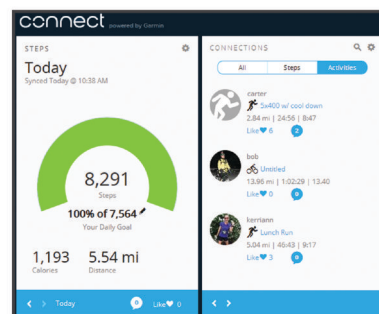 connect powered by Garmin
STEPS
Today
Synced Today @ 10:38 AM
8,291
Steps
100% of 7,564
Your Daily Goal
1,193
Calories
5.54 mi
Distance
Today
0
Like 0
CONNECTIONS
All
Steps
Activities
carter
5x400 w/ cool down
2.84 mi | 24:56 | 8:47
Like 6
2
bob
Untitled
13.96 mi | 1:02:29 | 13.40
Like 0
0
kerriann
Lunch Run
5.04 mi | 46:43 | 9:17
Like 3
0